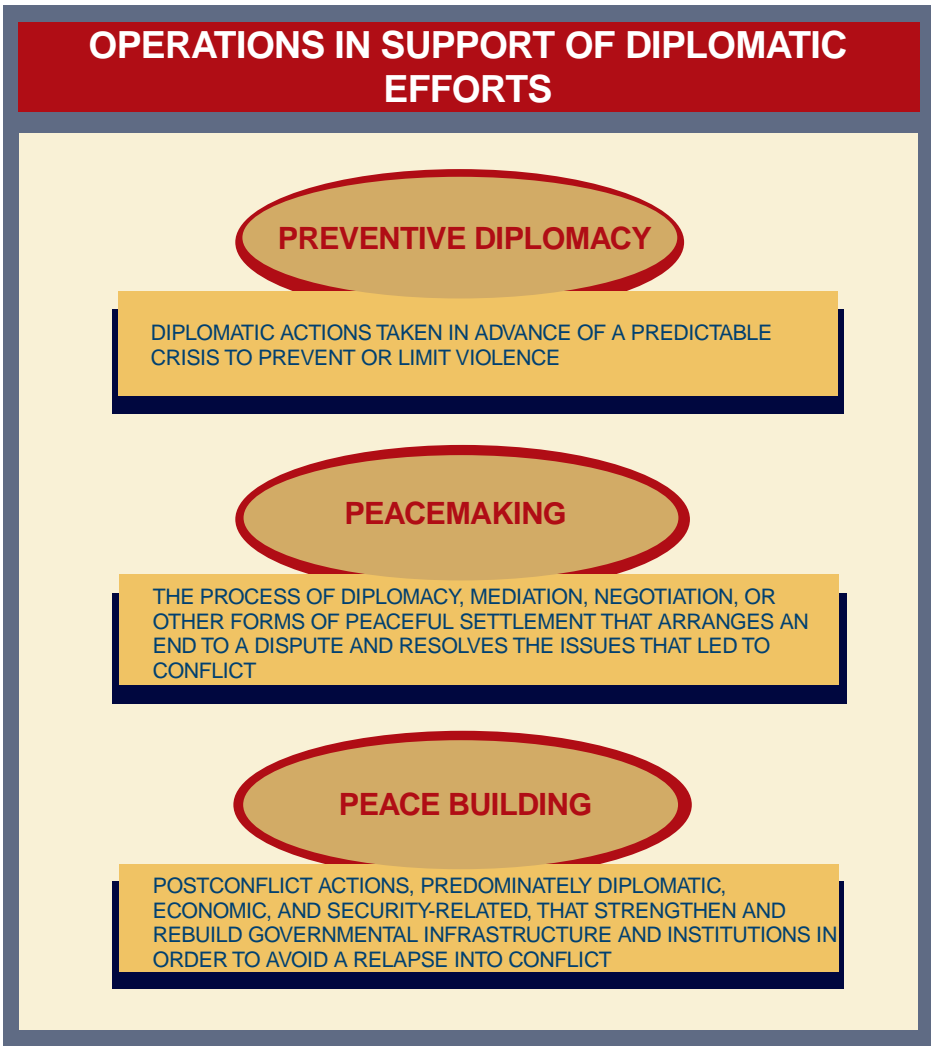 OPERATIONS IN SUPPORT OF DIPLOMATIC
EFFORTS
PREVENTIVE DIPLOMACY
DIPLOMATIC ACTIONS TAKEN IN ADVANCE OF A PREDICTABLE
CRISIS TO PREVENT OR LIMIT VIOLENCE
PEACEMAKING
THE PROCESS OF DIPLOMACY, MEDIATION, NEGOTIATION, OR
OTHER FORMS OF PEACEFUL SETTLEMENT THAT ARRANGES AN
END TO A DISPUTE AND RESOLVES THE ISSUES THAT LED TO
CONFLICT
PEACE BUILDING
POSTCONFLICT ACTIONS, PREDOMINATELY DIPLOMATIC,
ECONOMIC, AND SECURITY-RELATED, THAT STRENGTHEN AND
REBUILD GOVERNMENTAL INFRASTRUCTURE AND INSTITUTIONS IN
ORDER TO AVOID A RELAPSE INTO CONFLICT